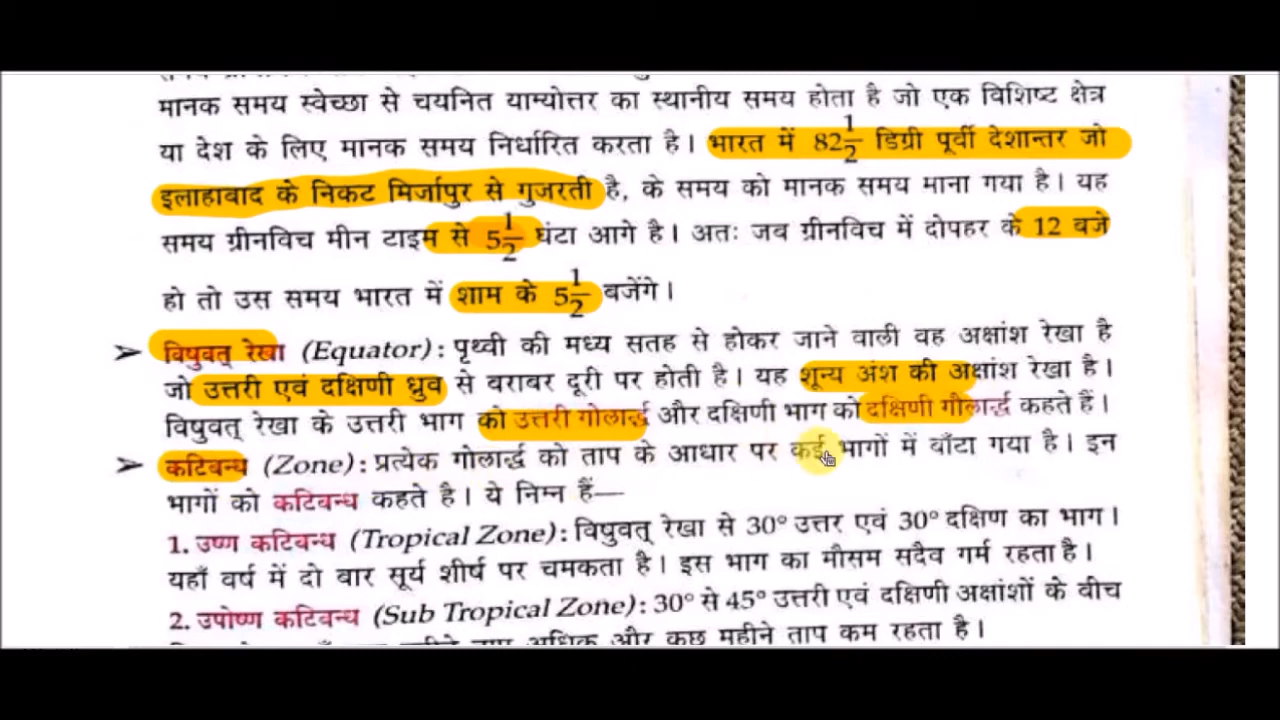 मानक समय स्वेच्छा से चयनित याम्योत्तर का स्थानीय समय होता है जो एक विशिष्ट क्षेत्र
या देश के लिए मानक समय निर्धारित करता है। भारत में 82½ डिग्री पूर्वी देशान्तर जो
इलाहाबाद के निकट मिर्जापुर से गुजरती है, के समय को मानक समय माना गया है। यह
समय ग्रीनविच मीन टाइम से 5½ घंटा आगे है। अतः जब ग्रीनविच में दोपहर के 12 बजे
हो तो उस समय भारत में शाम के 5½ बजेंगे।
➢ विषुवत् रेखा (Equator) : पृथ्वी की मध्य सतह से होकर जाने वाली वह अक्षांश रेखा है
जो उत्तरी एवं दक्षिणी ध्रुव से बराबर दूरी पर होती है। यह शून्य अंश की अक्षांश रेखा है।
विषुवत् रेखा के उत्तरी भाग को उत्तरी गोलार्द्ध और दक्षिणी भाग को दक्षिणी गोलार्द्ध कहते हैं।
➢ कटिबन्ध (Zone) : प्रत्येक गोलार्द्ध को ताप के आधार पर कई भागों में बाँटा गया है। इन
भागों को कटिबन्ध कहते है। ये निम्न हैं—
1. उष्ण कटिबन्ध (Tropical Zone) : विषुवत् रेखा से 30° उत्तर एवं 30° दक्षिण का भाग।
यहाँ वर्ष में दो बार सूर्य शीर्ष पर चमकता है। इस भाग का मौसम सदैव गर्म रहता है।
2. उपोष्ण कटिबन्ध (Sub Tropical Zone) : 30° से 45° उत्तरी एवं दक्षिणी अक्षांशों के बीच
ताप अधिक और कुछ महीने ताप कम रहता है।